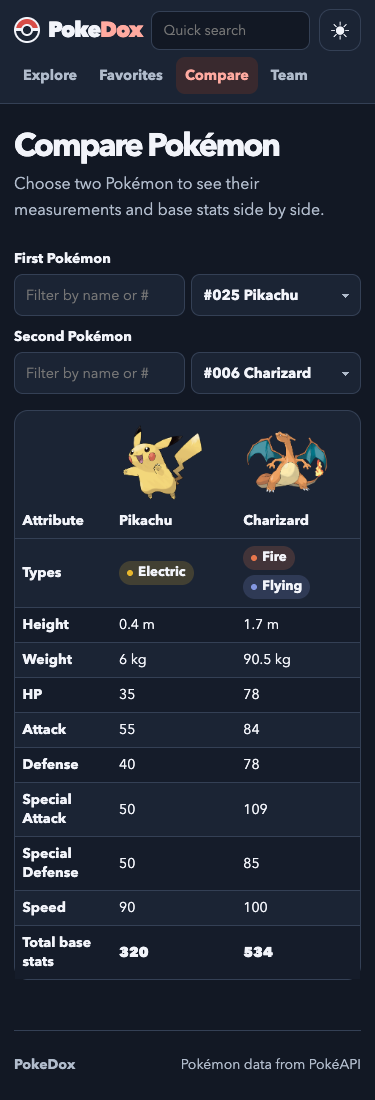 PokeDox
Quick search
Explore Favorites Compare Team
Compare Pokémon
Choose two Pokémon to see their
measurements and base stats side by side.
First Pokémon
Filter by name or # #025 Pikachu
Second Pokémon
Filter by name or # #006 Charizard
Attribute Pikachu Charizard
Types Electric Fire
Flying
Height 0.4 m 1.7 m
Weight 6 kg 90.5 kg
HP 35 78
Attack 55 84
Defense 40 78
Special
Attack 50 109
Special
Defense 50 85
Speed 90 100
Total base
stats 320 534
PokeDox Pokémon data from PokéAPI